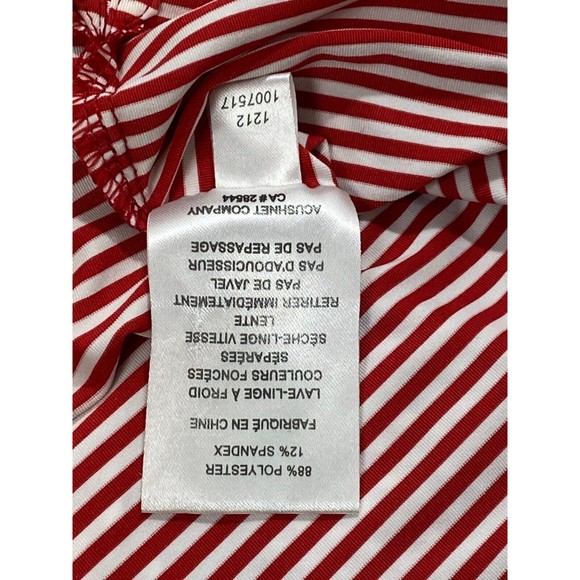 88% POLYESTER
12% SPANDEX
FABRIQUÉ EN CHINE
LAVE-LINGE À FROID
COULEURS FONCÉES
SÉPARÉES
SÈCHE-LINGE VITESSE
LENTE
RETIRER IMMÉDIATEMENT
PAS DE JAVEL
PAS D'ADOUCISSEUR
PAS DE REPASSAGE
ACUSHNET COMPANY
CA# 28544
1212
1007517